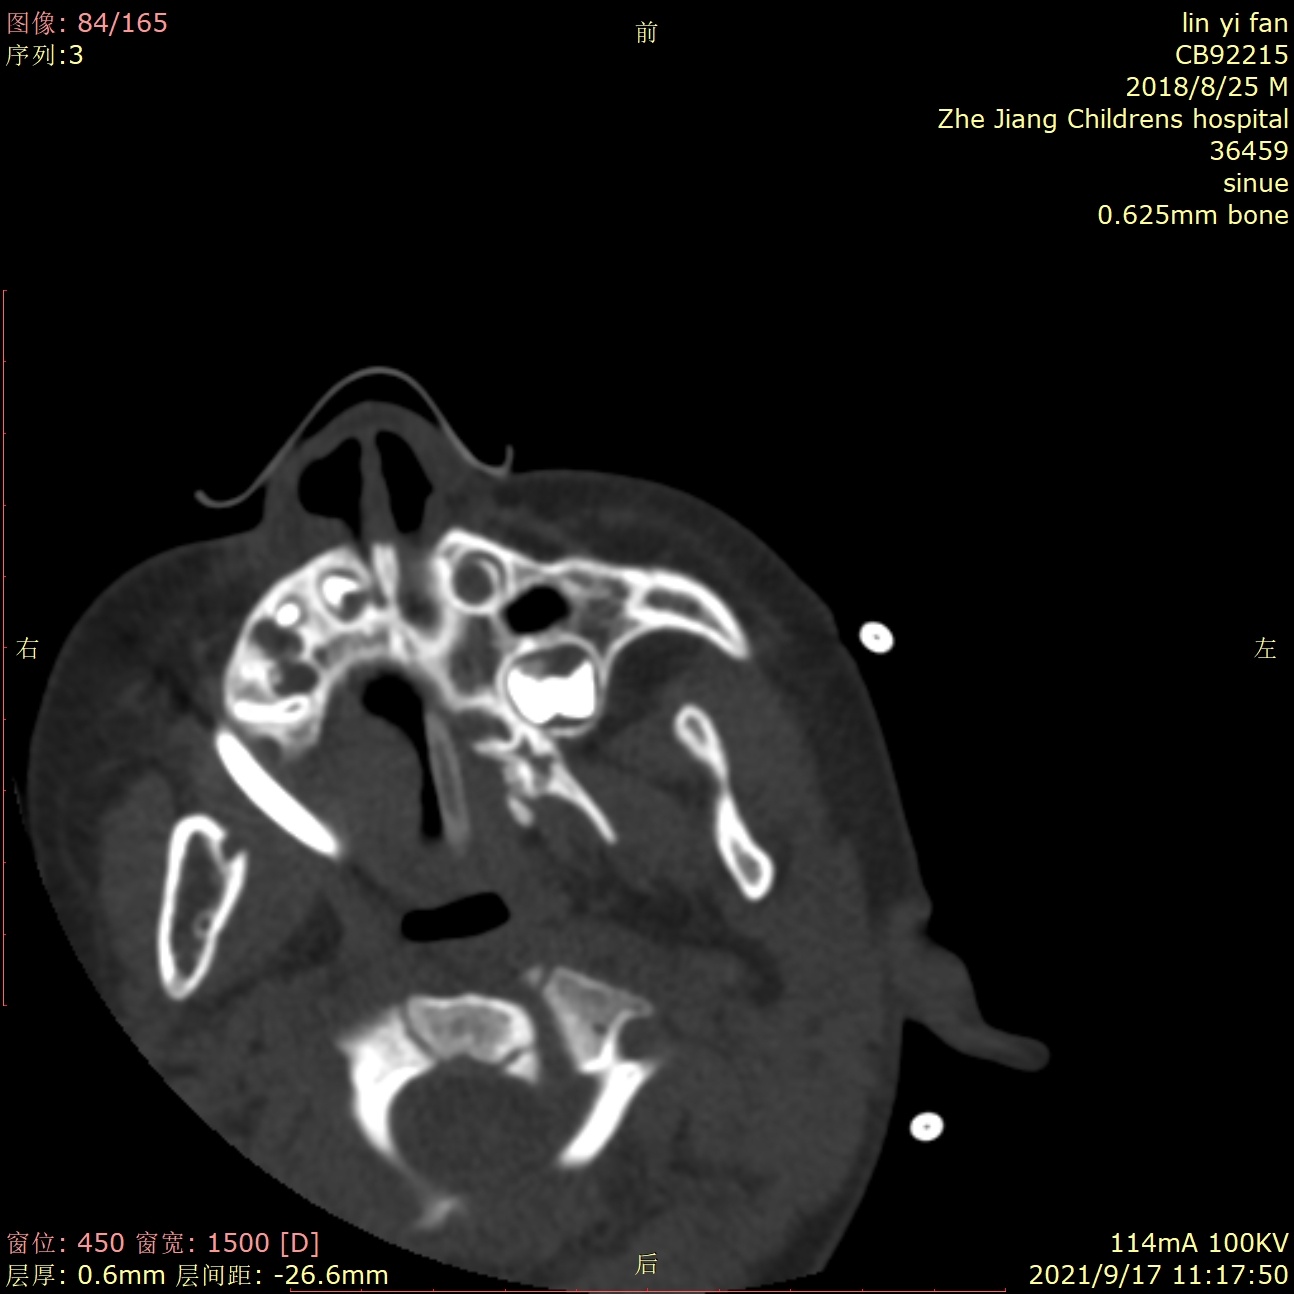 图像: 84/165
序列:3
前
lin yi fan
CB92215
2018/8/25 M
Zhe Jiang Childrens hospital
36459
sinue
0.625mm bone
右
左
窗位: 450 窗宽: 1500 [D]
层厚: 0.6mm 层间距: -26.6mm
后
114mA 100KV
2021/9/17 11:17:50